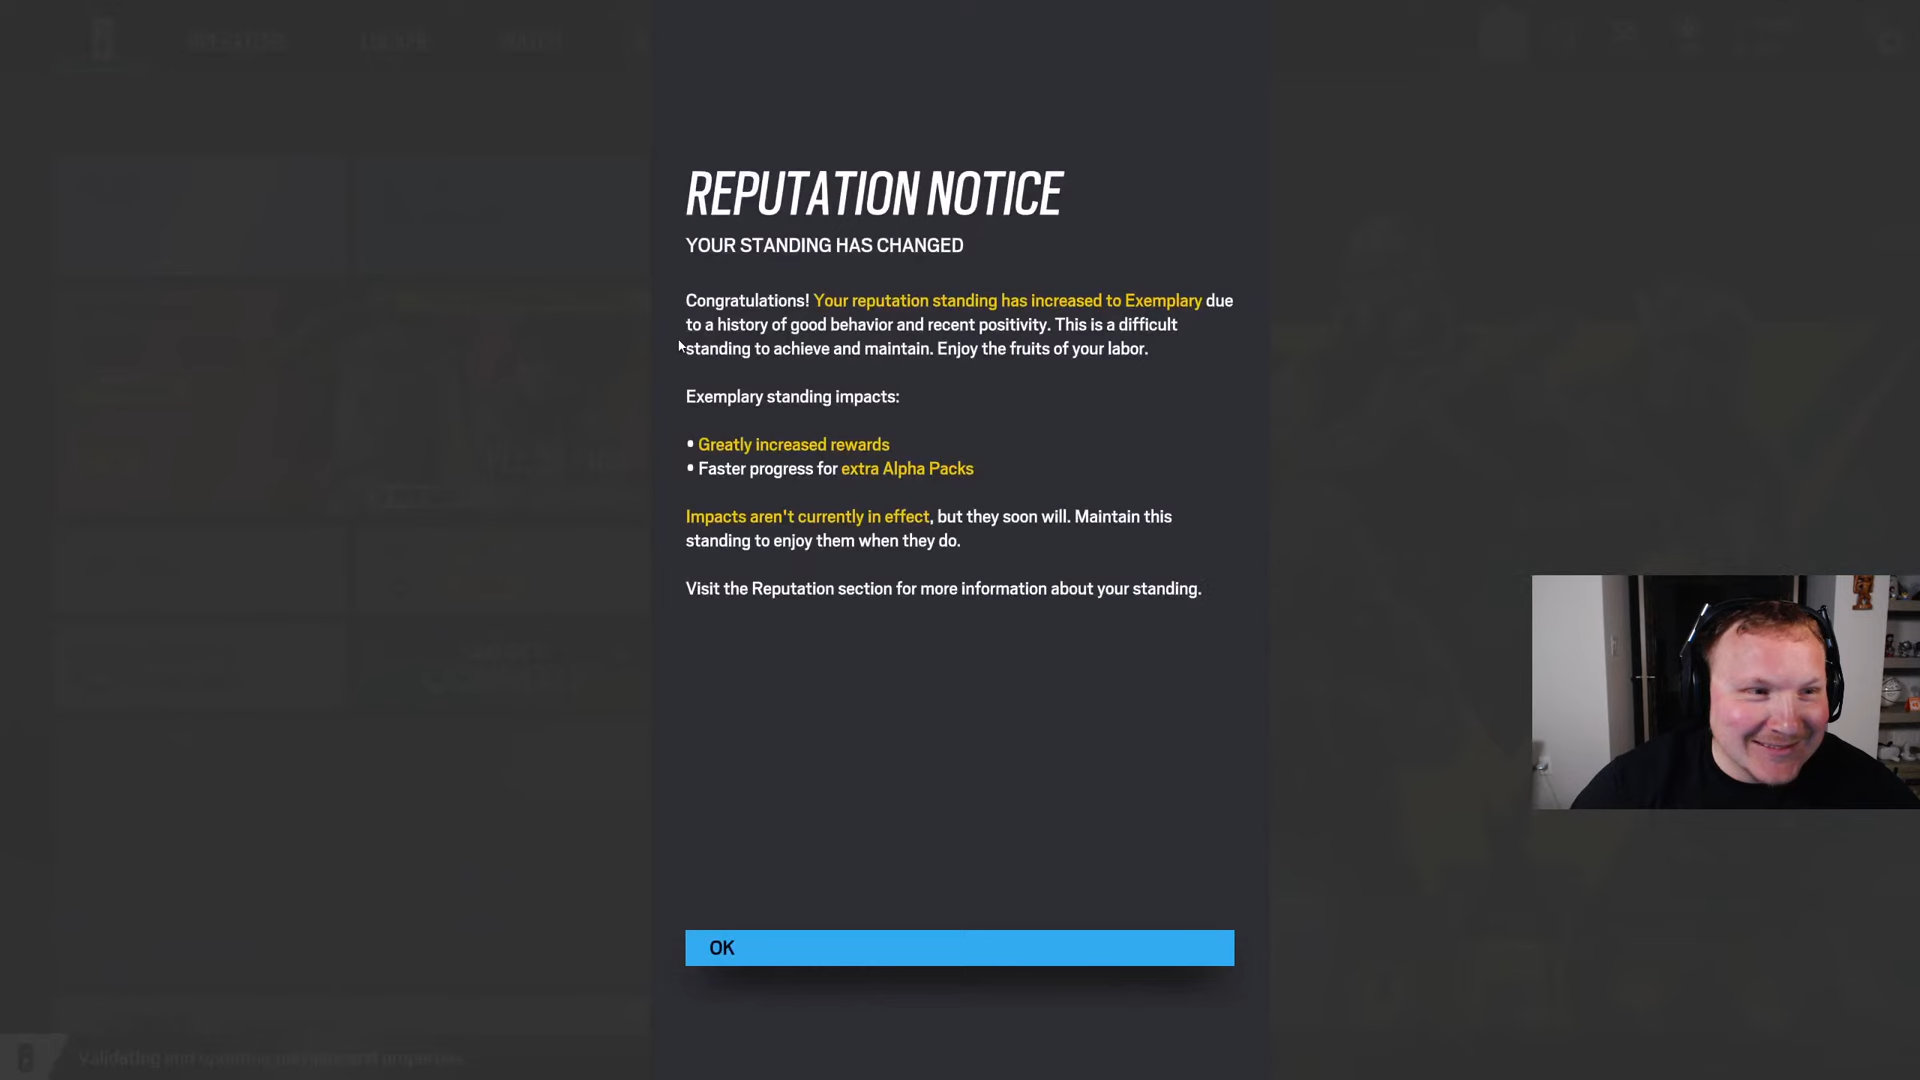 REPUTATION NOTICE
YOUR STANDING HAS CHANGED
Congratulations! Your reputation standing has increased to Exemplary due
to a history of good behavior and recent positivity. This is a difficult
standing to achieve and maintain. Enjoy the fruits of your labor.
Exemplary standing impacts:
• Greatly increased rewards
• Faster progress for extra Alpha Packs
Impacts aren't currently in effect, but they soon will. Maintain this
standing to enjoy them when they do.
Visit the Reputation section for more information about your standing.
OK